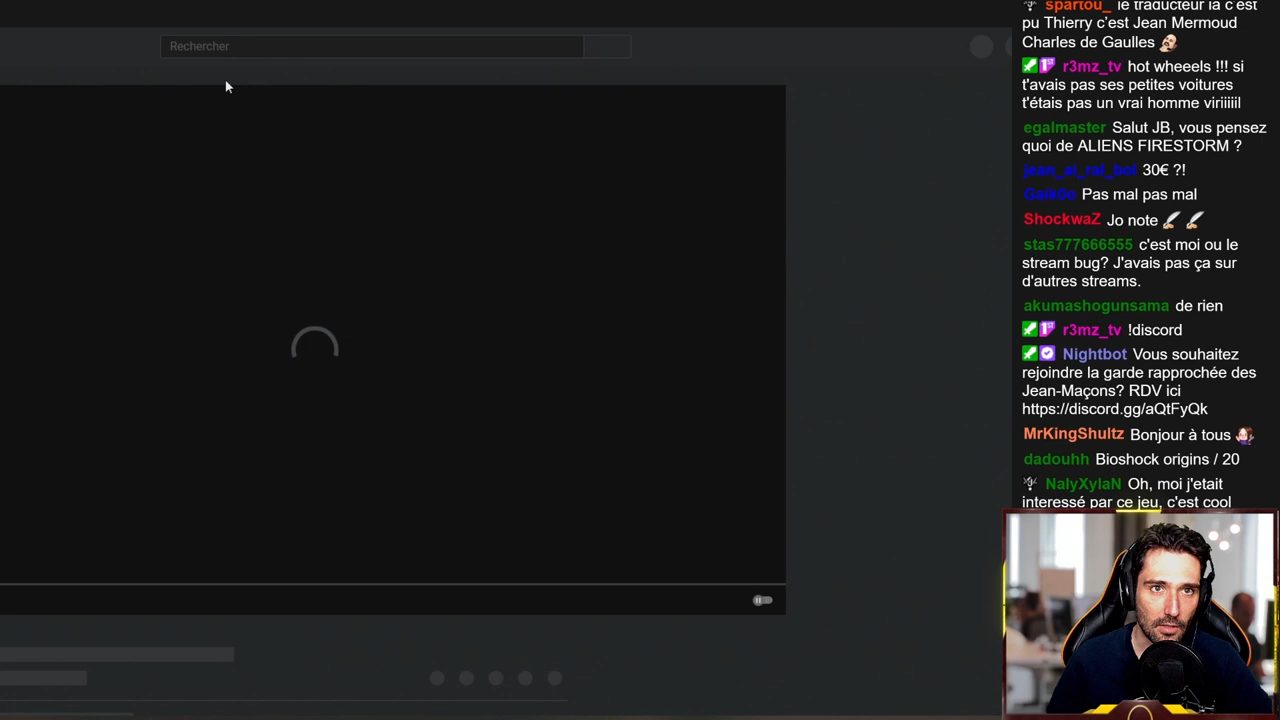 Rechercher
spartou_ le traducteur la c'est
pu Thierry c'est Jean Mermoud
Charles de Gaulles
r3mz_tv hot wheeels !!! si
t'avais pas ses petites voitures
t'étais pas un vrai homme viriiiiil
egalmaster Salut JB, vous pensez
quoi de ALIENS FIRESTORM ?
jean_ai_ral_bol 30€ ?!
Galk0o Pas mal pas mal
ShockwaZ Jo note
stas777666555 c'est moi ou le
stream bug? J'avais pas ça sur
d'autres streams.
akumashogunsama de rien
r3mz_tv !discord
Nightbot Vous souhaitez
rejoindre la garde rapprochée des
Jean-Maçons? RDV ici
https://discord.gg/aQtFyQk
MrKingShultz Bonjour à tous
dadouhh Bioshock origins / 20
NalyXylaN Oh, moi j'etait
interessé par ce jeu, c'est cool